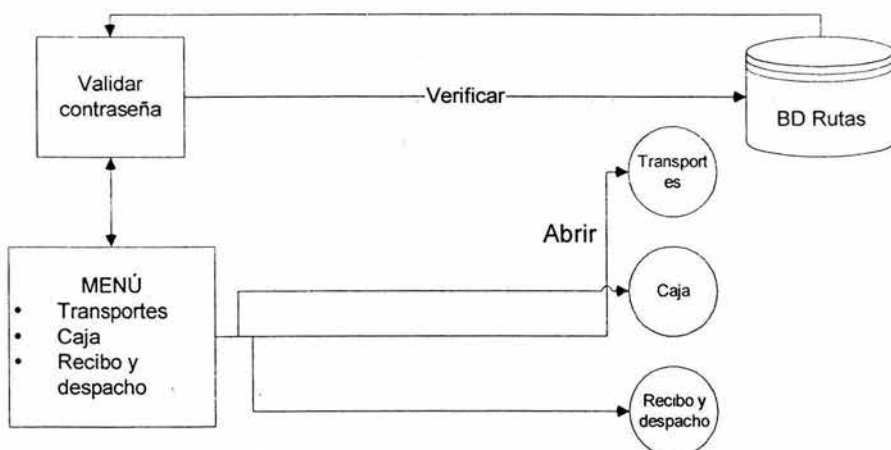 Validar
contraseña
Verificar
BD Rutas
Transport
es
Abrir
MENÚ
• Transportes
• Caja
• Recibo y
despacho
Caja
Recibo y
despacho